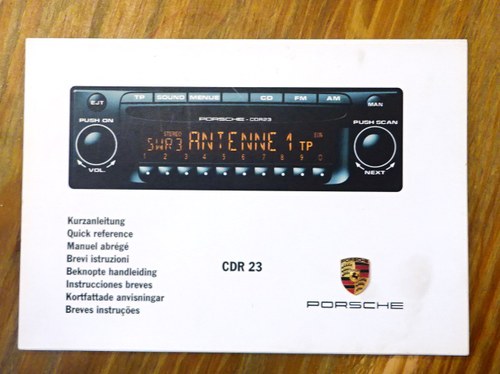 EJT
TP SOUND MENUE CD FM AM
MAN
PUSH ON
PORSCHE - CDR23
PUSH SCAN
STEREO
SWR3 ANTENNE 1 TP
1 2 3 4 5 6 7 8 9 C
VOL.
NEXT
Kurzanleitung
Quick reference
Manuel abrégé
Brevi istruzioni
Beknopte handleiding
Instrucciones breves
Kortfattade anvisningar
Breves instruções
CDR 23
PORSCHE